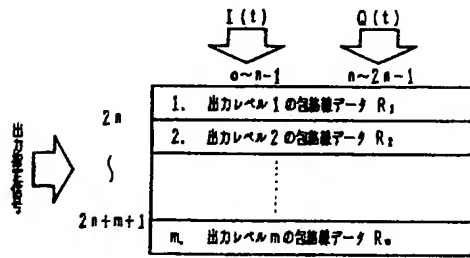 I(t) Q(t)
o~n-1 n~2n-1
2n
1. 出力レベル1の包絡線データ R₁
2. 出力レベル2の包絡線データ R₂
2n+m+1
m. 出力レベルmの包絡線データ Rₘ